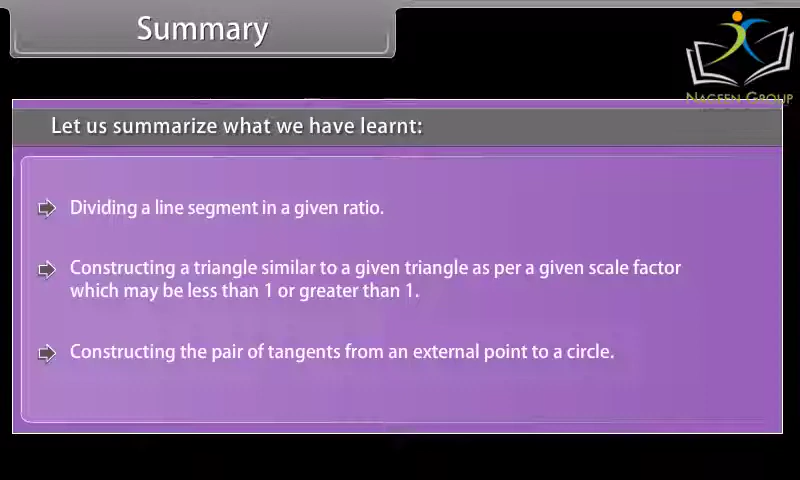 Summary
NAGEEN GROUP
Let us summarize what we have learnt:
Dividing a line segment in a given ratio.
Constructing a triangle similar to a given triangle as per a given scale factor
which may be less than 1 or greater than 1.
Constructing the pair of tangents from an external point to a circle.